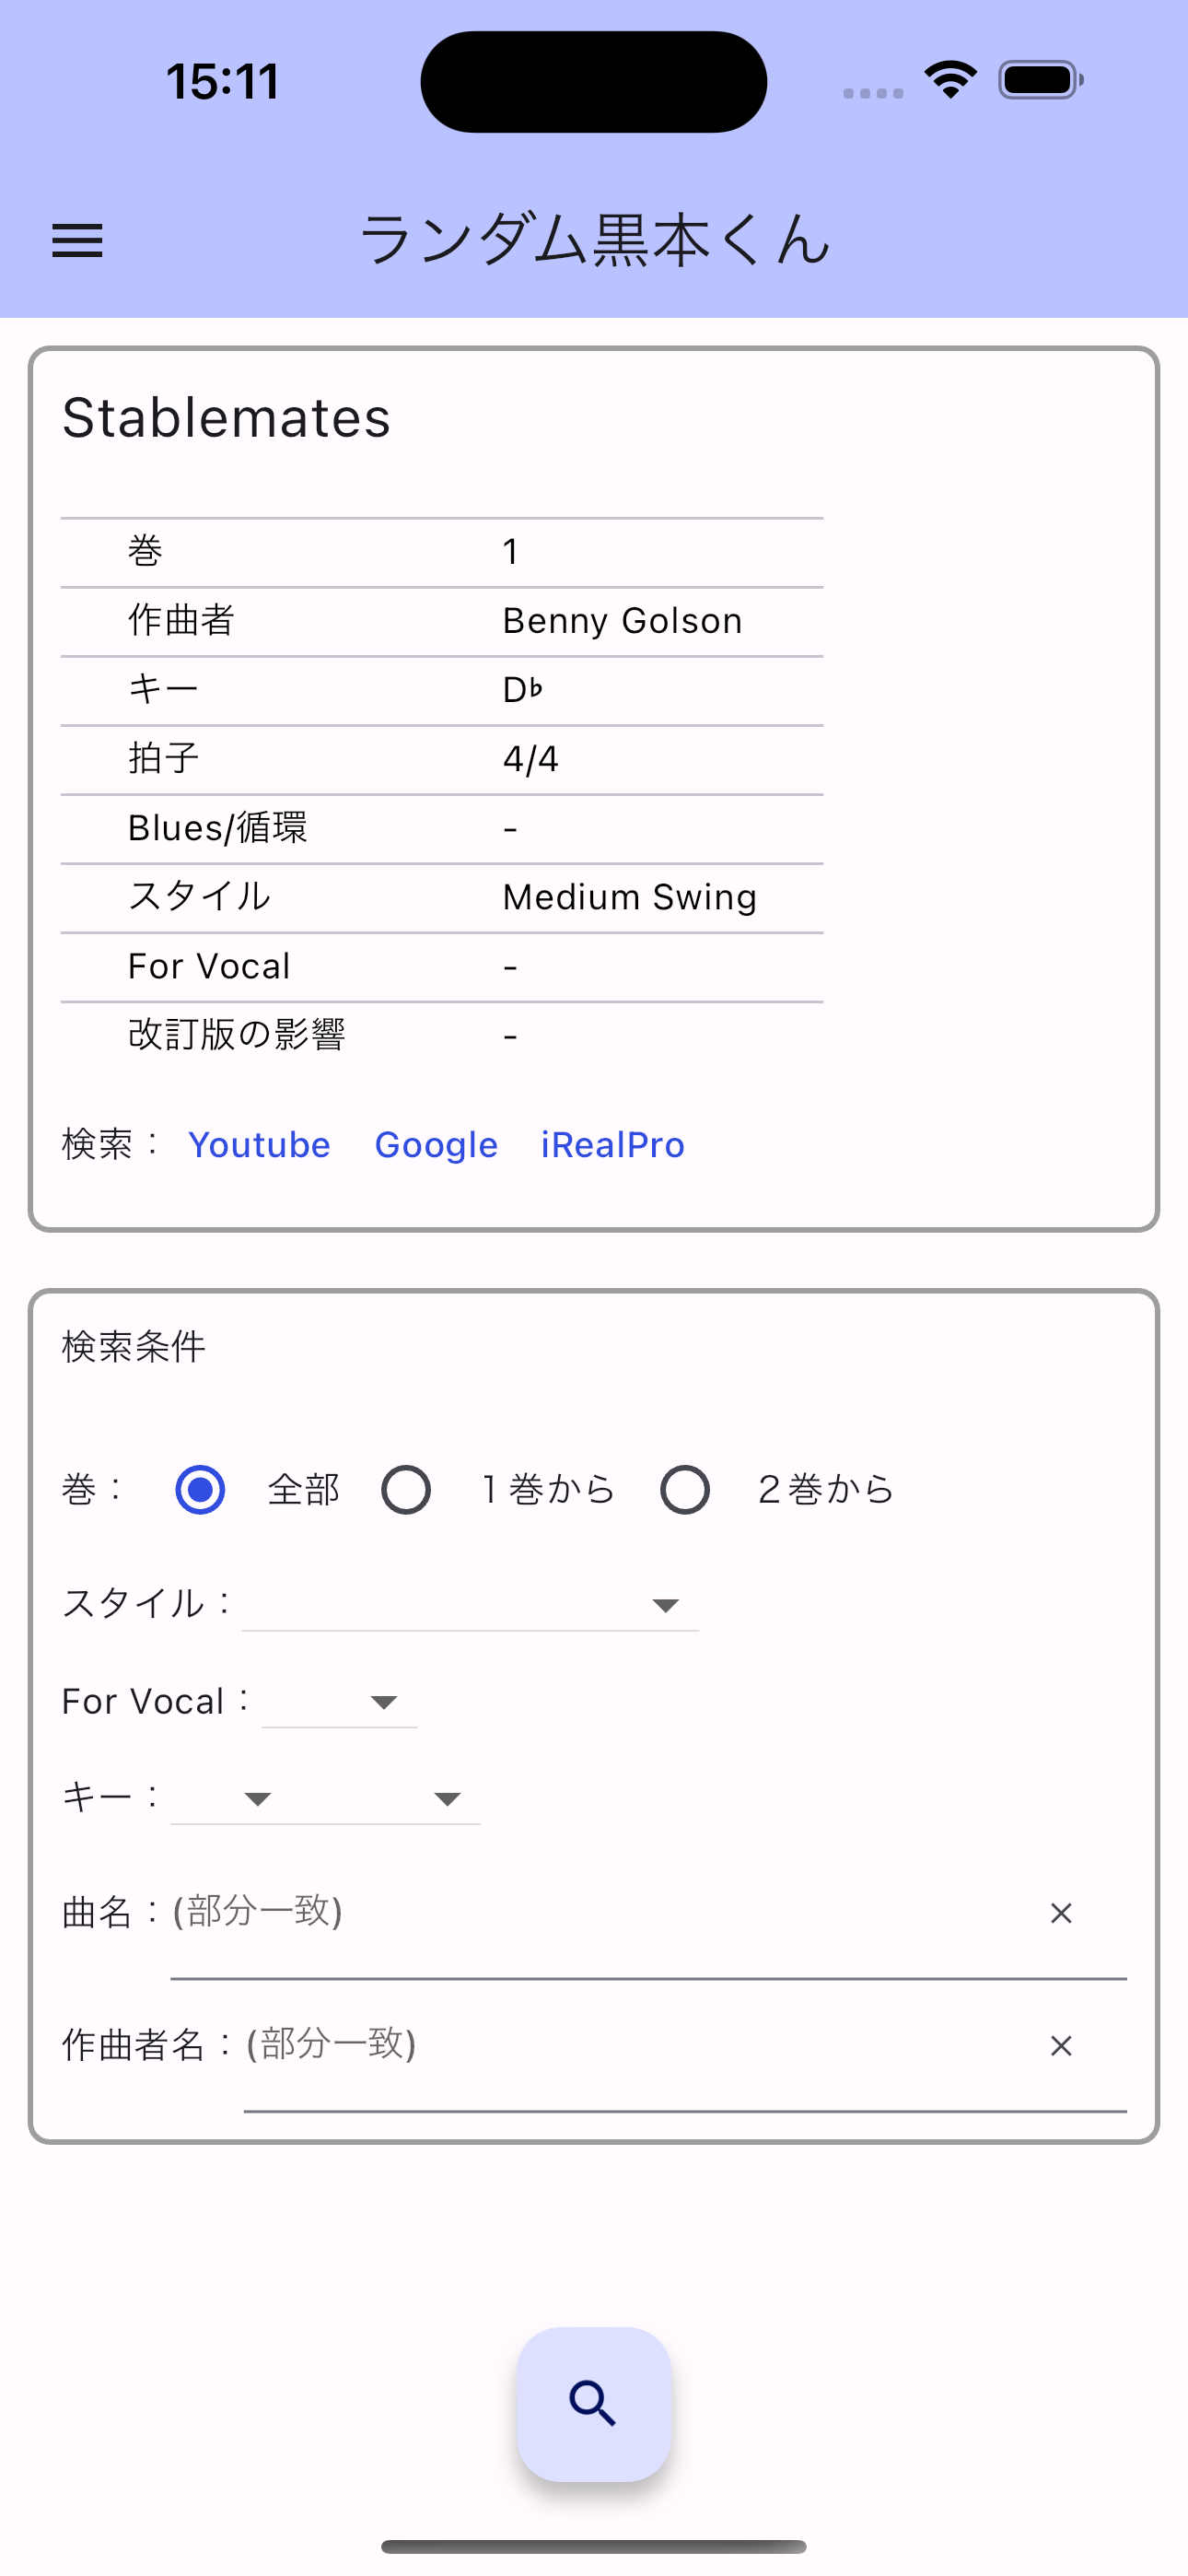 15:11
ランダム黒本くん
Stablemates
巻 1
作曲者 Benny Golson
キー D♭
拍子 4/4
Blues/循環 -
スタイル Medium Swing
For Vocal -
改訂版の影響 -
検索： Youtube Google iRealPro
検索条件
巻： 全部 １巻から ２巻から
スタイル：
For Vocal：
キー：
曲名：(部分一致)
作曲者名：(部分一致)